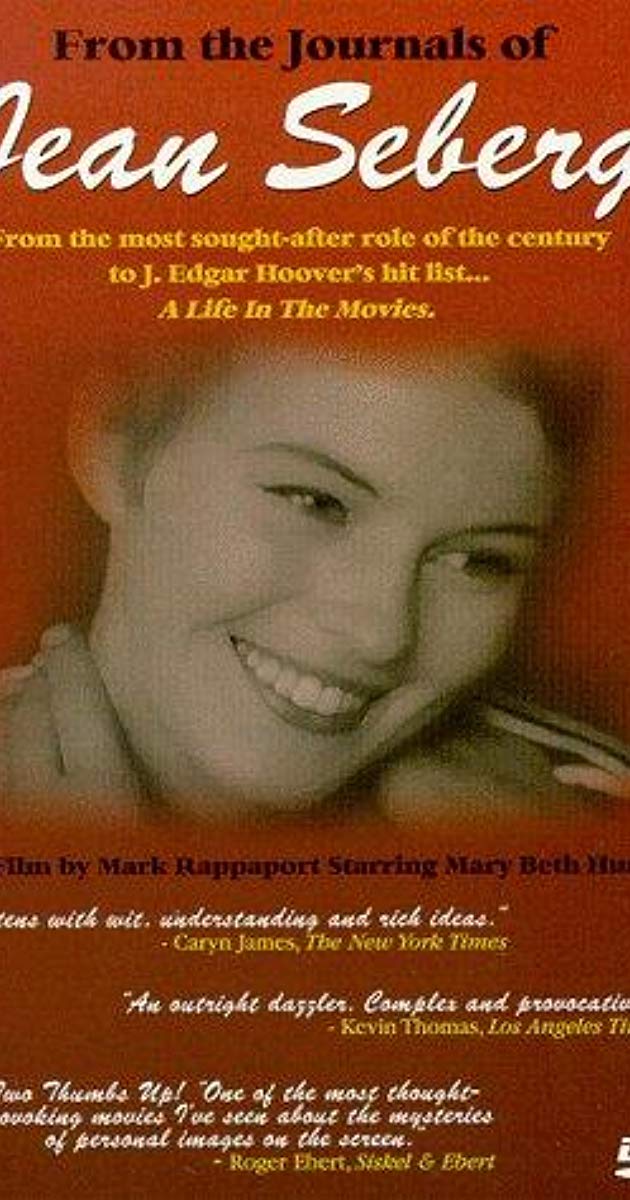 From the Journals of
Jean Seberg
From the most sought-after role of the century
to J. Edgar Hoover's hit list...
A Life In The Movies.
Film by Mark Rappaport Starring Mary Beth Hu
tens with wit, understanding and rich ideas."
- Caryn James, The New York Times
"An outright dazzler. Complex and provocativ
- Kevin Thomas, Los Angeles Ti
Two Thumbs Up! "One of the most thought-
ovoking movies I've seen about the mysteries
of personal images on the screen."
- Roger Ebert, Siskel & Ebert